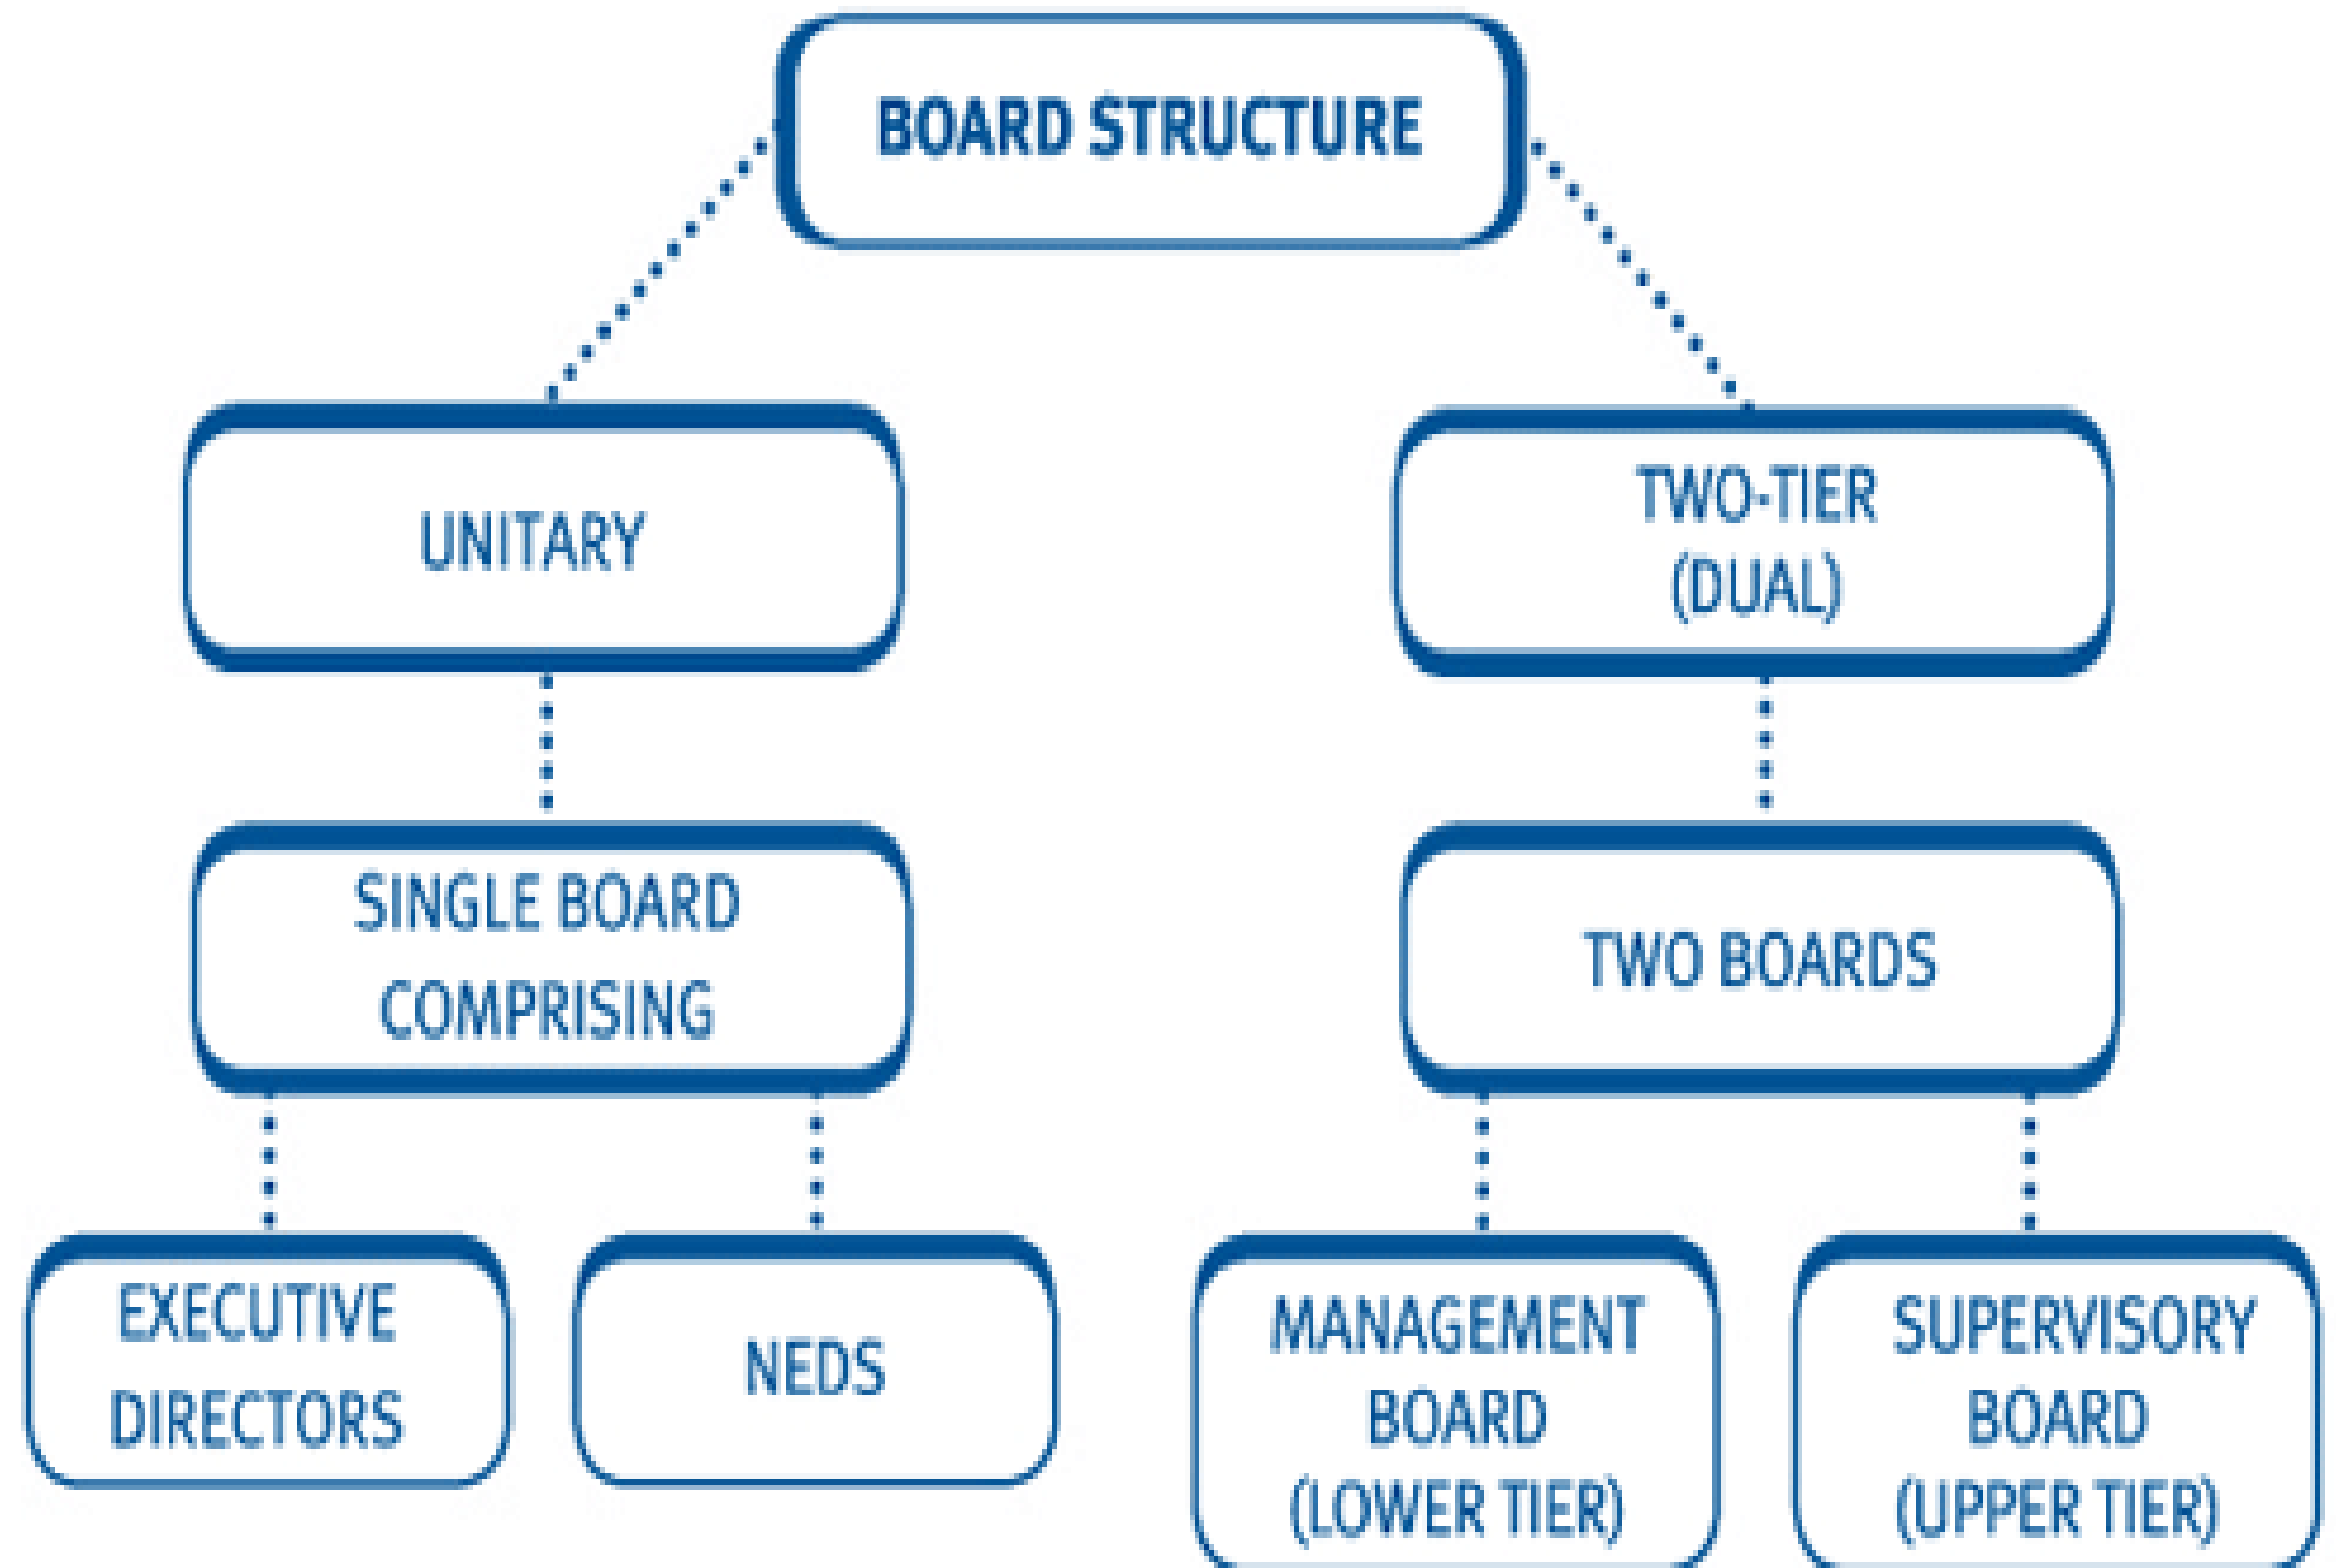 BOARD STRUCTURE
UNITARY
TWO-TIER
(DUAL)
SINGLE BOARD
COMPRISING
TWO BOARDS
EXECUTIVE
DIRECTORS
NEDS
MANAGEMENT
BOARD
(LOWER TIER)
SUPERVISORY
BOARD
(UPPER TIER)